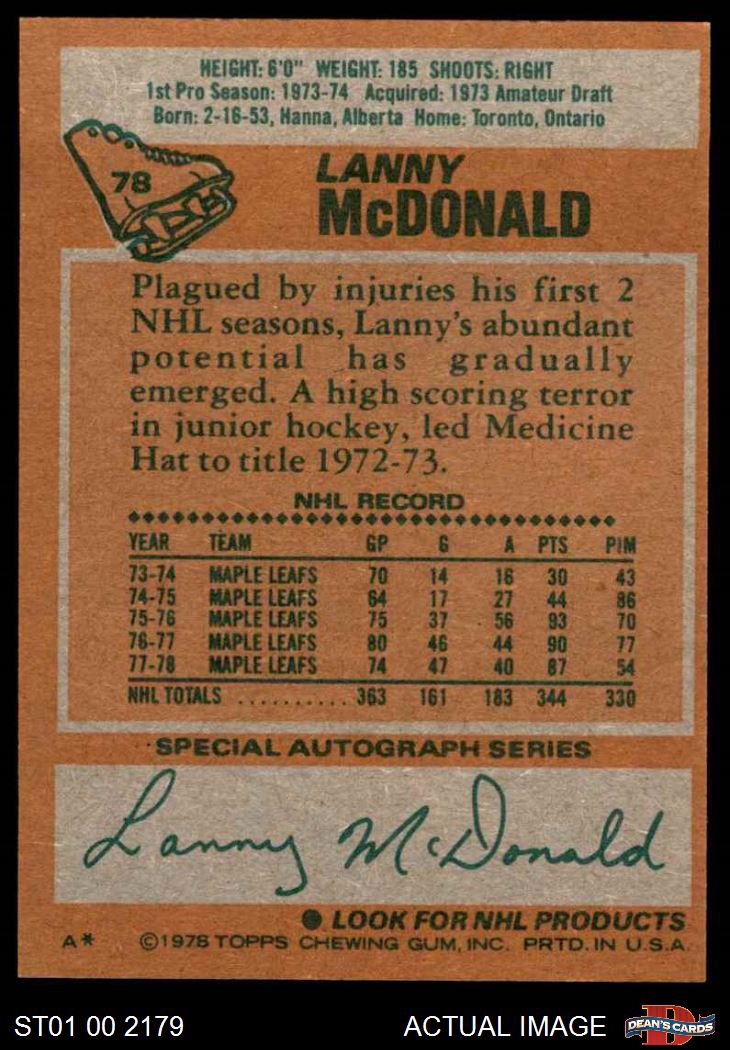 HEIGHT: 6'0" WEIGHT: 185 SHOOTS: RIGHT
1st Pro Season: 1973-74 Acquired: 1973 Amateur Draft
Born: 2-16-53, Hanna, Alberta Home: Toronto, Ontario
78
LANNY
McDONALD
Plagued by injuries his first 2
NHL seasons, Lanny's abundant
potential has gradually
emerged. A high scoring terror
in junior hockey, led Medicine
Hat to title 1972-73.
NHL RECORD
YEAR TEAM GP G A PTS PIM
73-74 MAPLE LEAFS 70 14 16 30 43
74-75 MAPLE LEAFS 64 17 27 44 86
75-76 MAPLE LEAFS 75 37 56 93 70
76-77 MAPLE LEAFS 80 46 44 90 77
77-78 MAPLE LEAFS 74 47 40 87 54
NHL TOTALS .......... 363 161 183 344 330
SPECIAL AUTOGRAPH SERIES
Lanny McDonald
● LOOK FOR NHL PRODUCTS
A* ©1978 TOPPS CHEWING GUM, INC. PRTD. IN U.S.A.
ST01 00 2179 ACTUAL IMAGE D DEAN'S CARDS